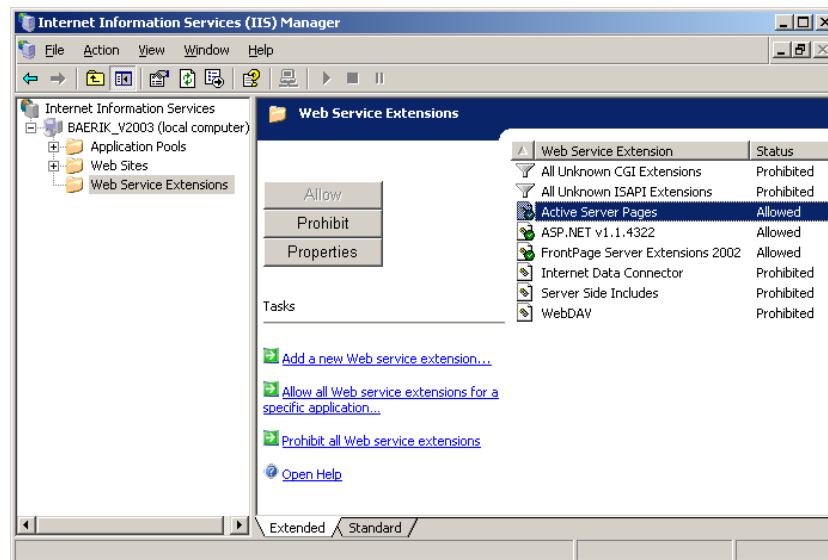 Internet Information Services (IIS) Manager
File Action View Window Help
Internet Information Services
BAERIK_V2003 (local computer)
Application Pools
Web Sites
Web Service Extensions
Web Service Extensions
Allow
Prohibit
Properties
Tasks
Add a new Web service extension...
Allow all Web service extensions for a
specific application...
Prohibit all Web service extensions
Open Help
Web Service Extension Status
All Unknown CGI Extensions Prohibited
All Unknown ISAPI Extensions Prohibited
Active Server Pages Allowed
ASP.NET v1.1.4322 Allowed
FrontPage Server Extensions 2002 Allowed
Internet Data Connector Prohibited
Server Side Includes Prohibited
WebDAV Prohibited
Extended Standard